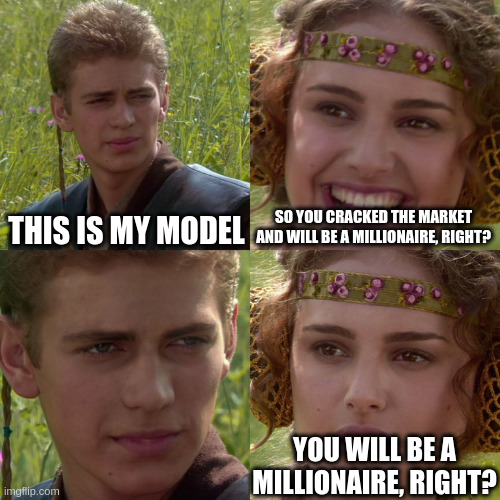 THIS IS MY MODEL
SO YOU CRACKED THE MARKET
AND WILL BE A MILLIONAIRE, RIGHT?
YOU WILL BE A
MILLIONAIRE, RIGHT?
imgflip.com